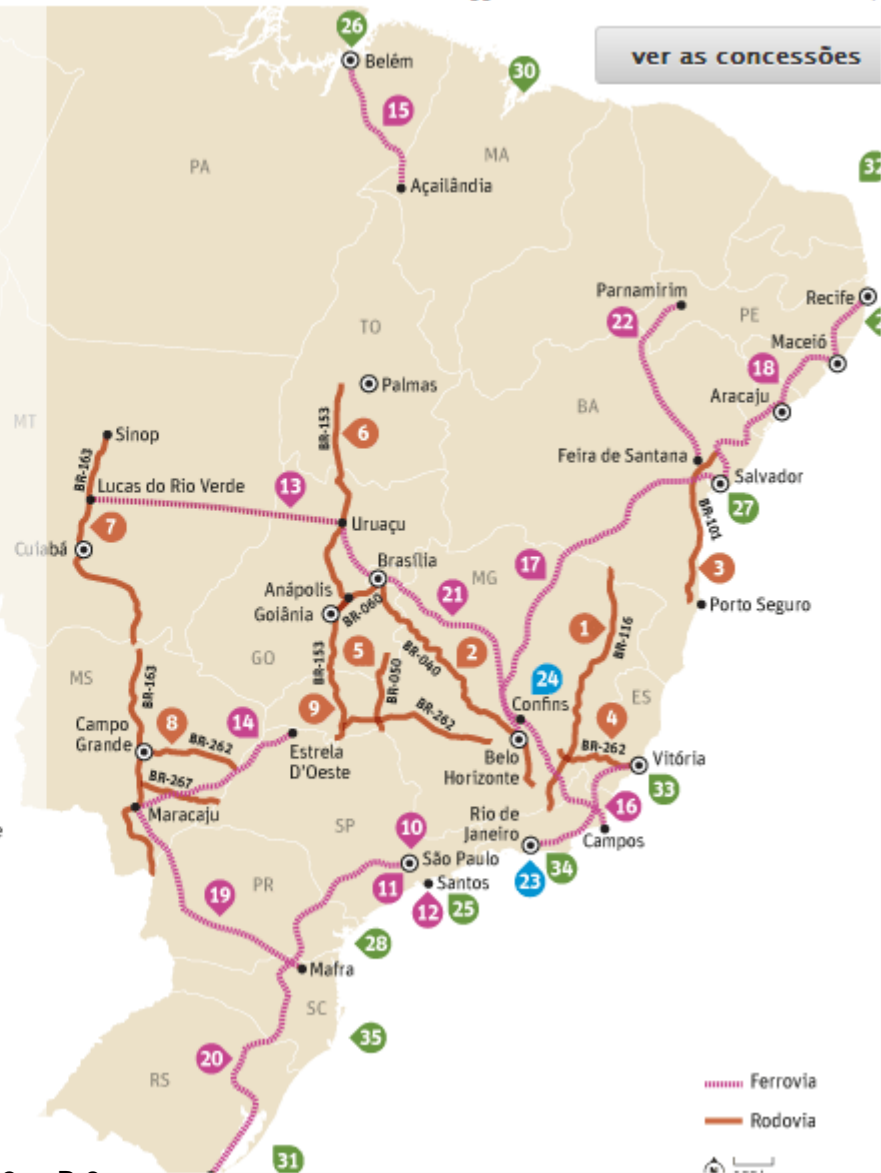 ver as concessões
26
Belém
30
15
MA
PA
Açailândia
32
Parnamirim
Recife
22
PE
TO
Maceió
18
Palmas
Aracaju
BA
MT
Sinop
BR-153
6
Feira de Santana
BR-163
Lucas do Rio Verde
13
Salvador
27
7
Uruaçu
BR-101
Cuiabá
Brasília
17
3
MG
Anápolis
21
Goiânia
BR-060
Porto Seguro
1
BR-116
5
BR-040
2
GO
BR-153
BR-050
MS
BR-163
24
ES
9
Confins
BR-262
4
Campo
Grande
8
14
BR-262
Estrela
D'Oeste
BR-262
Vitória
Belo
Horizonte
BR-267
33
Maracaju
Rio de
Janeiro
16
SP
10
Campos
São Paulo
34
23
11
Santos
PR
12
25
19
28
Mafra
SC
35
20
RS
Ferrovia
Rodovia
31
N